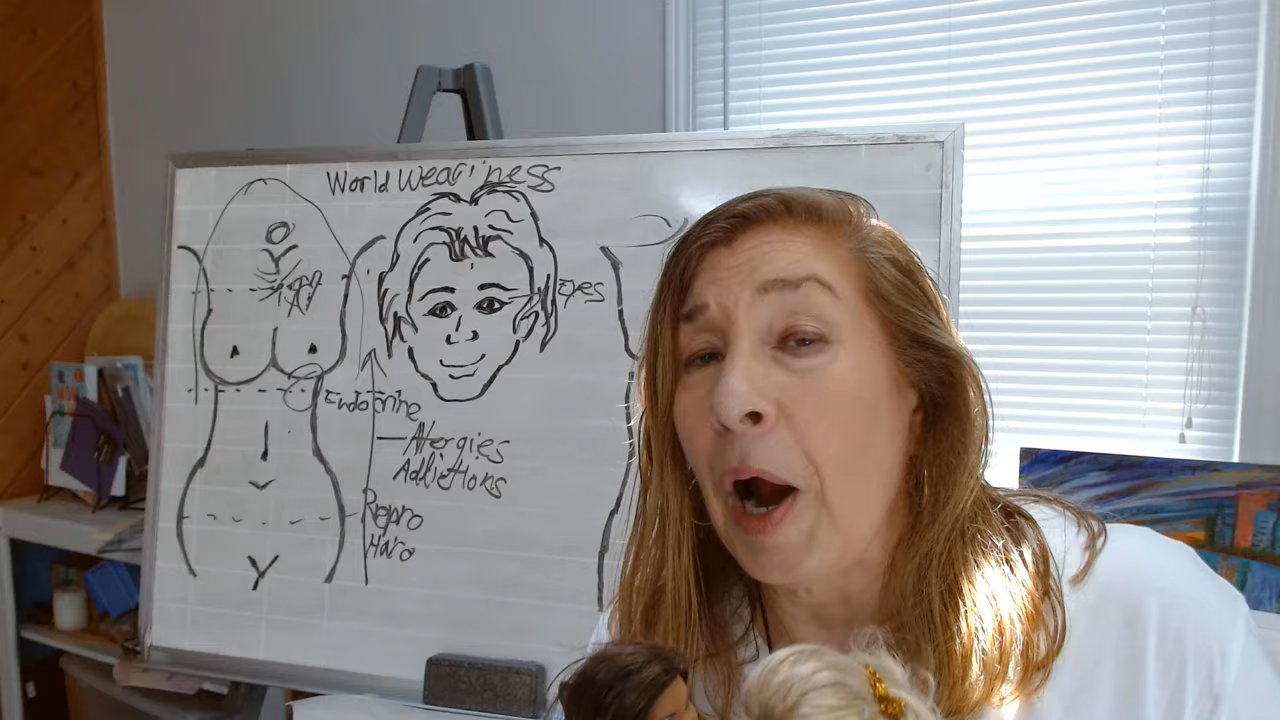 World Weariness
Eyes
Endocrine
Allergies
Addictions
Repro
Hara